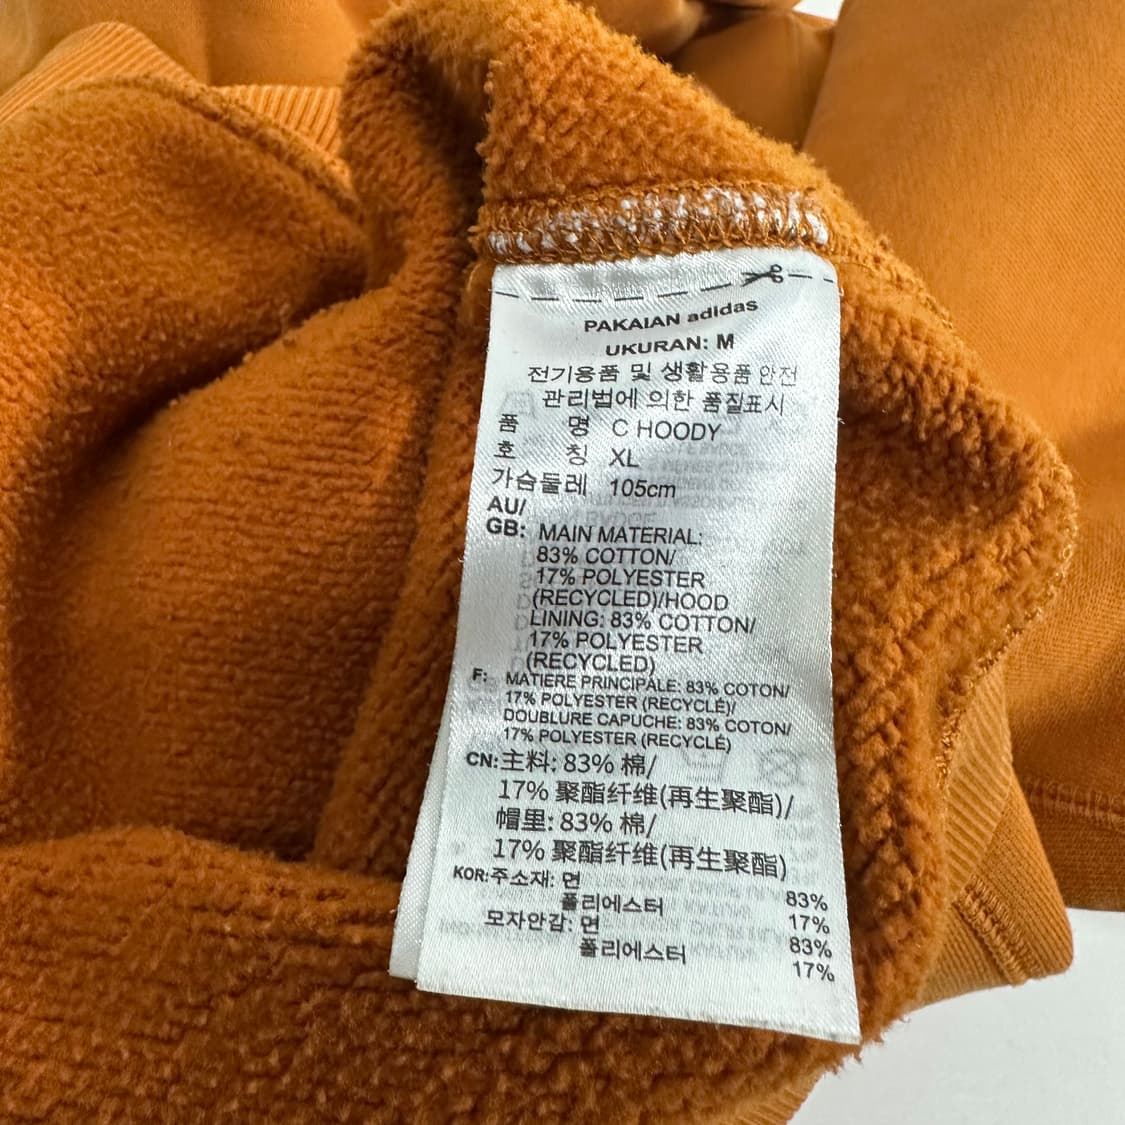 PAKAIAN adidas
UKURAN: M
전기용품 및 생활용품 안전
관리법에 의한 품질표시
품 명 C HOODY
호 칭 XL
가슴둘레 105cm
AU/
GB: MAIN MATERIAL:
83% COTTON/
17% POLYESTER
(RECYCLED)/HOOD
LINING: 83% COTTON/
17% POLYESTER
(RECYCLED)
F: MATIERE PRINCIPALE: 83% COTON/
17% POLYESTER (RECYCLÉ)/
DOUBLURE CAPUCHE: 83% COTON/
17% POLYESTER (RECYCLÉ)
CN: 主料: 83% 棉/
17% 聚酯纤维(再生聚酯)/
帽里: 83% 棉/
17% 聚酯纤维(再生聚酯)
KOR: 주소재: 면 83%
폴리에스터 17%
모자안감: 면 83%
폴리에스터 17%